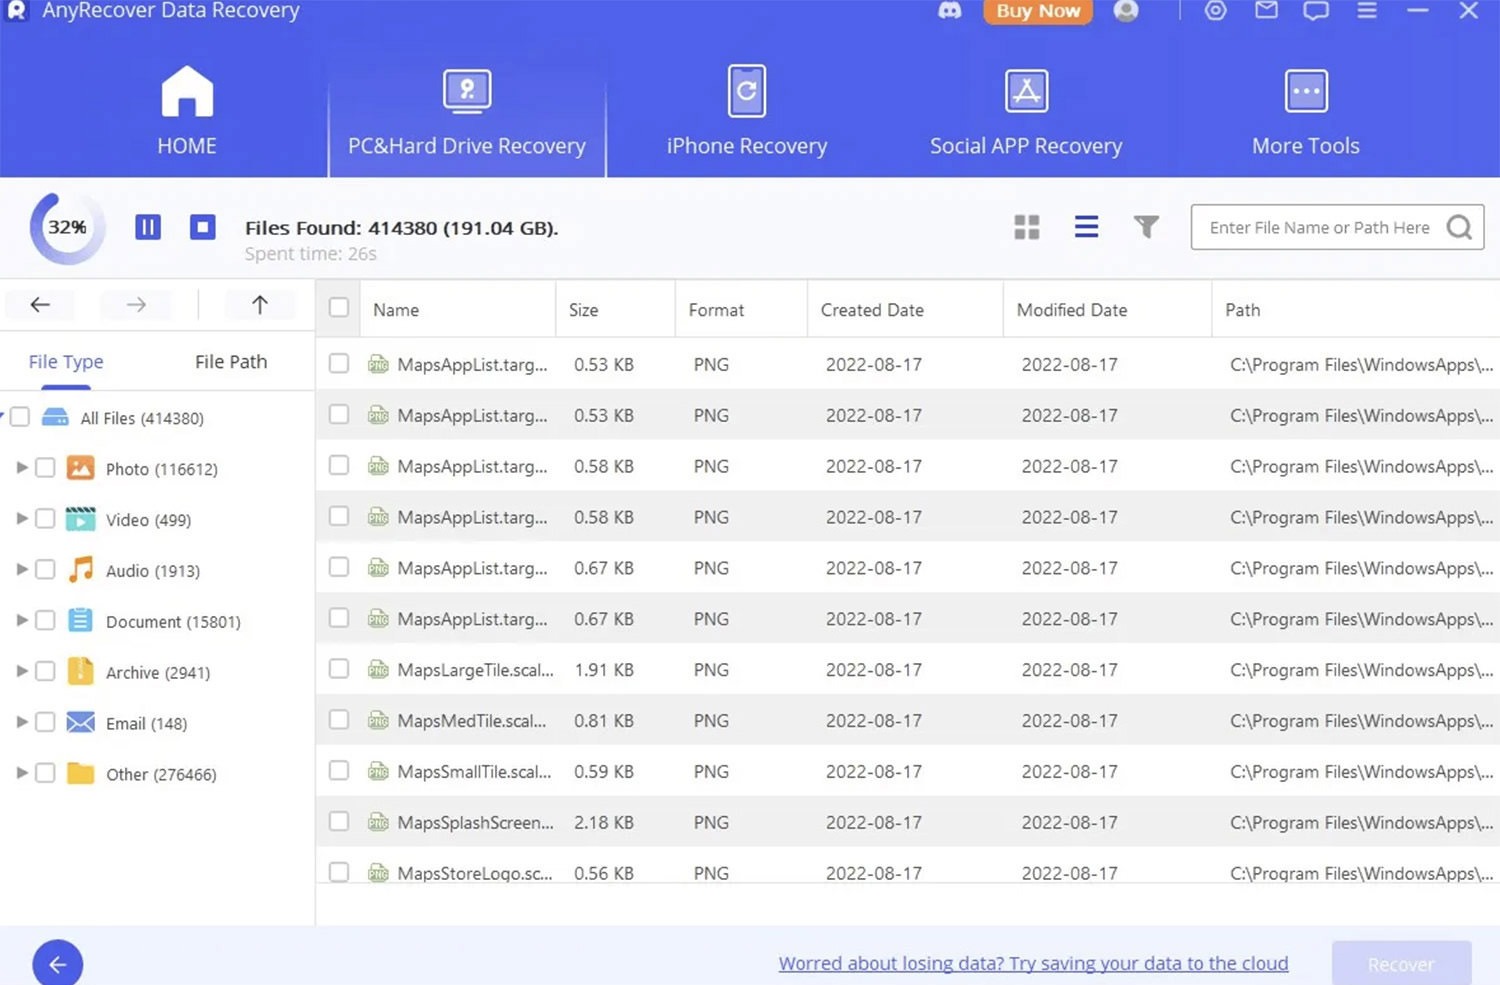 AnyRecover Data Recovery
Buy Now
HOME
PC&Hard Drive Recovery
iPhone Recovery
Social APP Recovery
More Tools
32%
Files Found: 414380 (191.04 GB).
Spent time: 26s
Enter File Name or Path Here
File Type
File Path
All Files (414380)
Photo (116612)
Video (499)
Audio (1913)
Document (15801)
Archive (2941)
Email (148)
Other (276466)
Name Size Format Created Date Modified Date Path
MapsAppList.targ... 0.53 KB PNG 2022-08-17 2022-08-17 C:\Program Files\WindowsApps\...
MapsAppList.targ... 0.53 KB PNG 2022-08-17 2022-08-17 C:\Program Files\WindowsApps\...
MapsAppList.targ... 0.58 KB PNG 2022-08-17 2022-08-17 C:\Program Files\WindowsApps\...
MapsAppList.targ... 0.58 KB PNG 2022-08-17 2022-08-17 C:\Program Files\WindowsApps\...
MapsAppList.targ... 0.67 KB PNG 2022-08-17 2022-08-17 C:\Program Files\WindowsApps\...
MapsAppList.targ... 0.67 KB PNG 2022-08-17 2022-08-17 C:\Program Files\WindowsApps\...
MapsLargeTile.scal... 1.91 KB PNG 2022-08-17 2022-08-17 C:\Program Files\WindowsApps\...
MapsMedTile.scal... 0.81 KB PNG 2022-08-17 2022-08-17 C:\Program Files\WindowsApps\...
MapsSmallTile.scal... 0.59 KB PNG 2022-08-17 2022-08-17 C:\Program Files\WindowsApps\...
MapsSplashScreen... 2.18 KB PNG 2022-08-17 2022-08-17 C:\Program Files\WindowsApps\...
MapsStoreLogo.sc... 0.56 KB PNG 2022-08-17 2022-08-17 C:\Program Files\WindowsApps\...
Worred about losing data? Try saving your data to the cloud
Recover